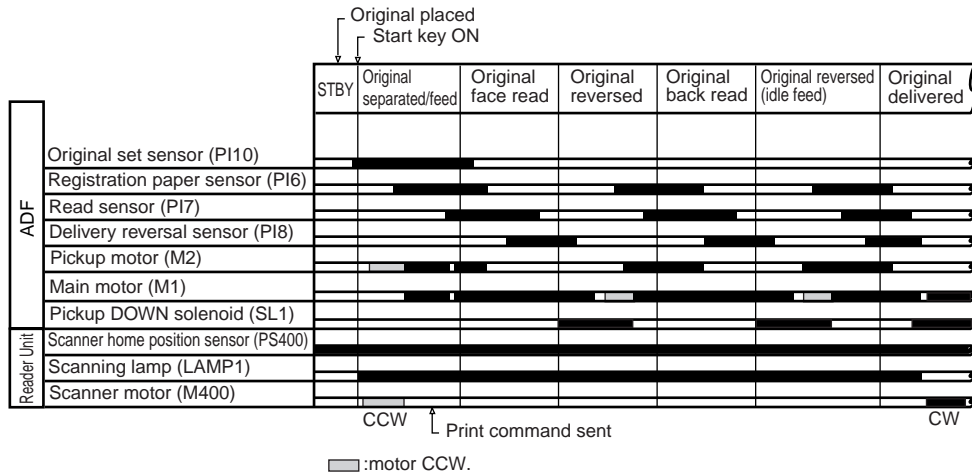 Original placed
Start key ON
STBY
Original separated/feed
Original face read
Original reversed
Original back read
Original reversed (idle feed)
Original delivered
ADF
Original set sensor (PI10)
Registration paper sensor (PI6)
Read sensor (PI7)
Delivery reversal sensor (PI8)
Pickup motor (M2)
Main motor (M1)
Pickup DOWN solenoid (SL1)
Reader Unit
Scanner home position sensor (PS400)
Scanning lamp (LAMP1)
Scanner motor (M400)
CCW
CW
Print command sent
:motor CCW.